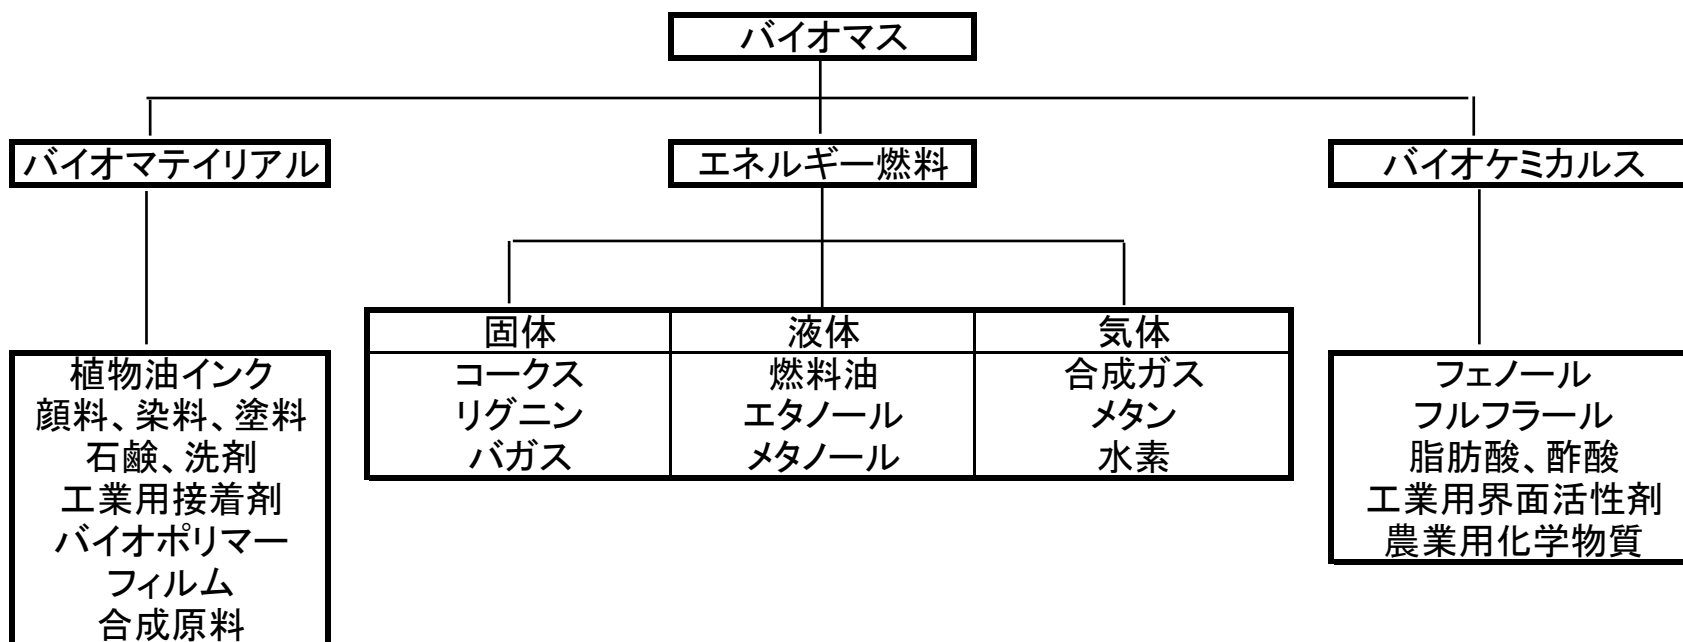 バイオマス
バイオマテイリアル
エネルギー燃料
バイオケミカルス
固体
液体
気体
コークス
リグニン
バガス
燃料油
エタノール
メタノール
合成ガス
メタン
水素
植物油インク
顔料、染料、塗料
石鹸、洗剤
工業用接着剤
バイオポリマー
フィルム
合成原料
フェノール
フルフラール
脂肪酸、酢酸
工業用界面活性剤
農業用化学物質